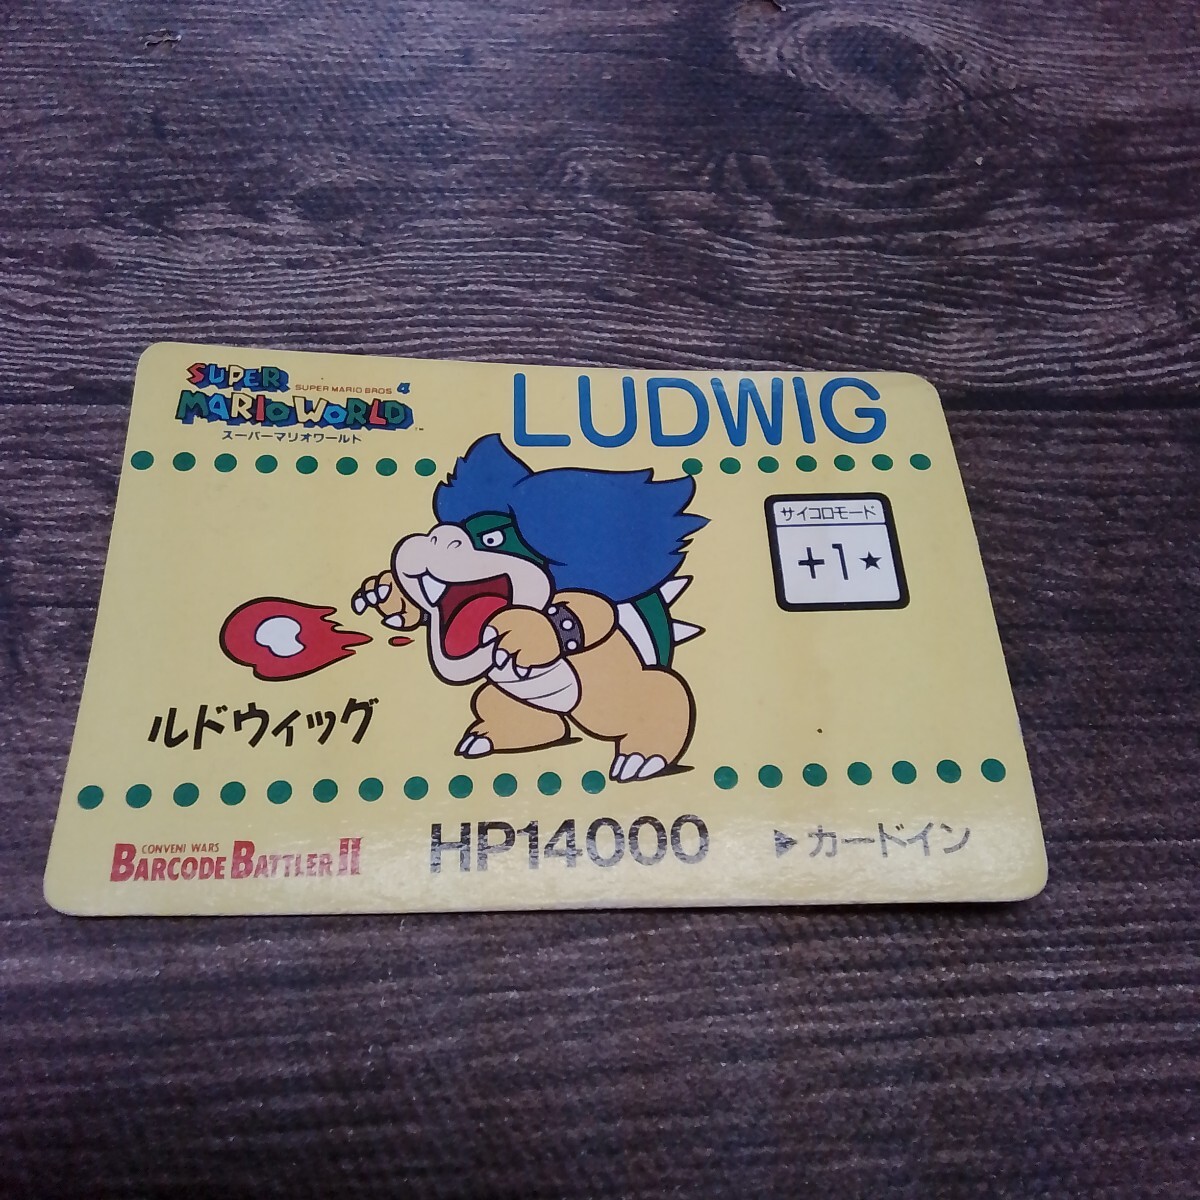 SUPER MARIO BROS 4
SUPER
MARIO WORLD™
スーパーマリオワールド
LUDWIG
サイコロモード
+1★
ルドウィッグ
CONVENI WARS
BARCODE BATTLER II
HP14000
▶カードイン